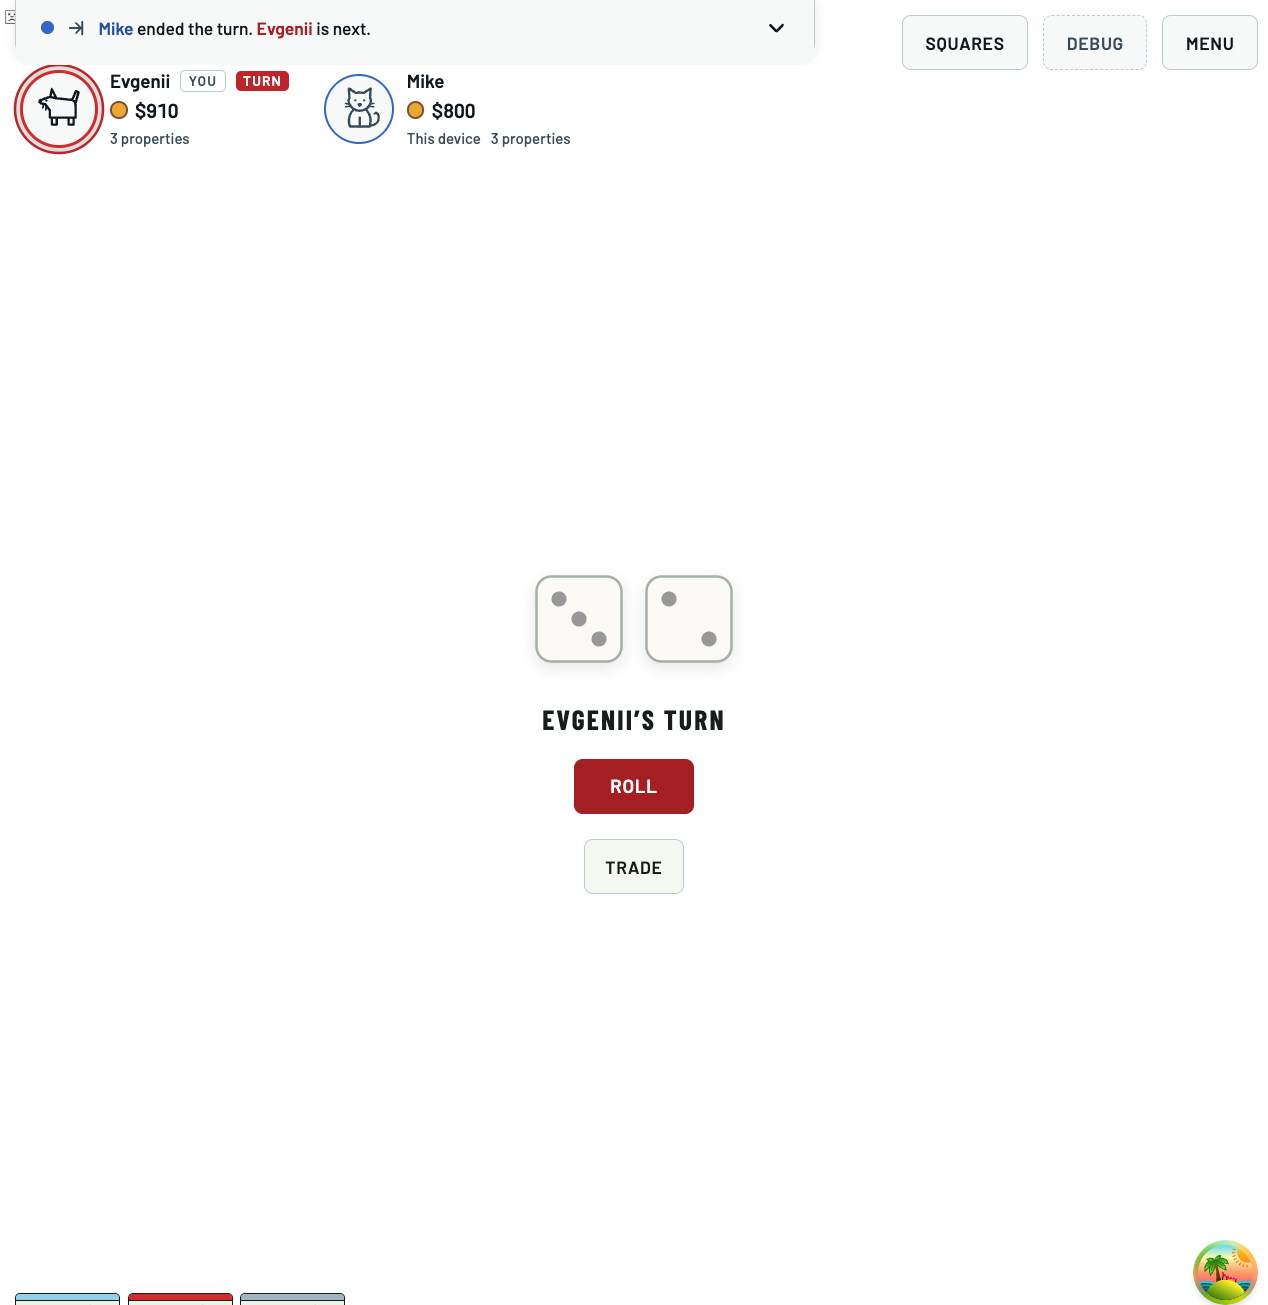 Mike ended the turn. Evgenii is next.
SQUARES
DEBUG
MENU
Evgenii YOU TURN
$910
3 properties
Mike
$800
This device 3 properties
EVGENII'S TURN
ROLL
TRADE